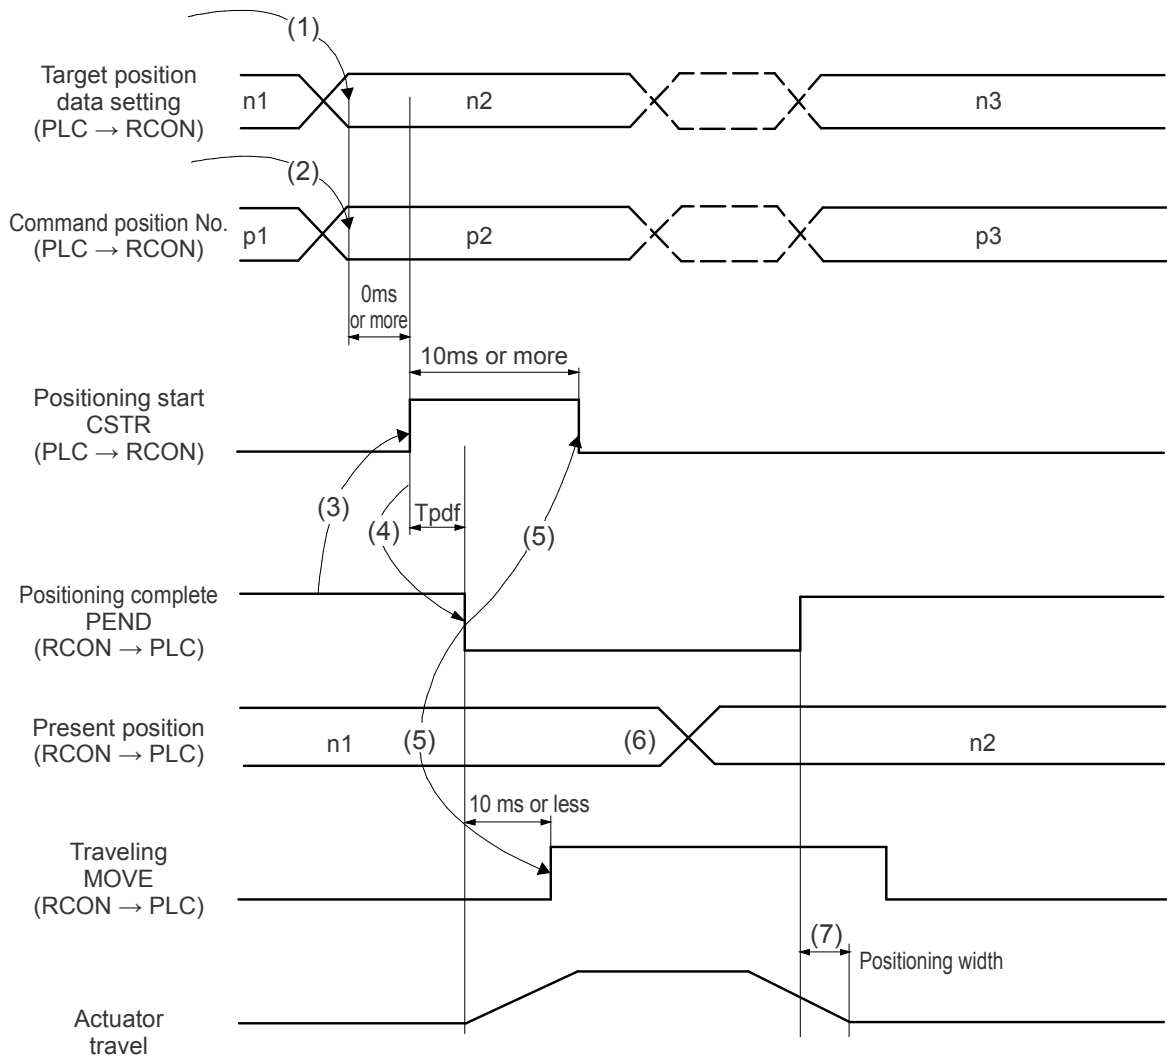 (1)
Target position
data setting
(PLC → RCON)
n1
n2
n3
(2)
Command position No.
(PLC → RCON)
p1
p2
p3
0ms
or more
10ms or more
Positioning start
CSTR
(PLC → RCON)
(3)
Tpdf
(4)
(5)
Positioning complete
PEND
(RCON → PLC)
Present position
(RCON → PLC)
n1
(5)
(6)
n2
10 ms or less
Traveling
MOVE
(RCON → PLC)
(7)
Positioning width
Actuator
travel